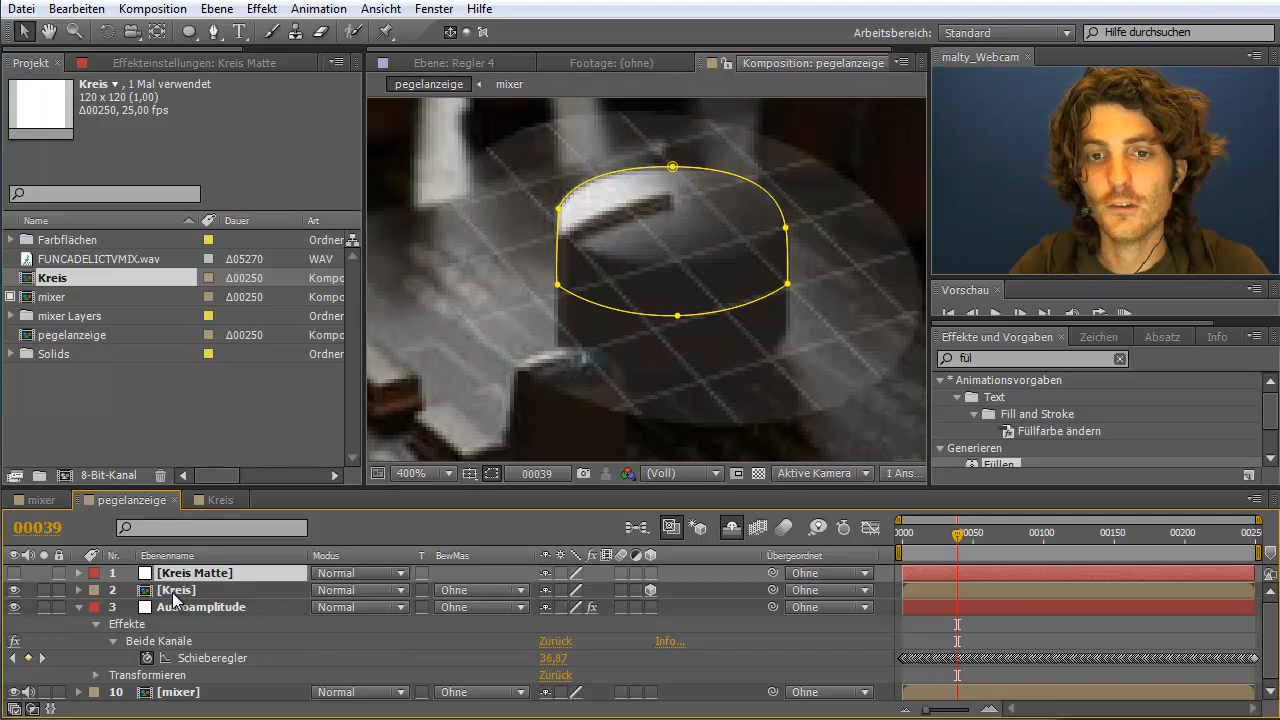 Datei Bearbeiten Komposition Ebene Effekt Animation Ansicht Fenster Hilfe
Arbeitsbereich: Standard Hilfe durchsuchen
Projekt Effekteinstellungen: Kreis Matte Ebene: Regler 4 Footage: (ohne) Komposition: pegelanzeige malty_Webcam
Kreis , 1 Mal verwendet
120 x 120 (1,00)
Δ00250, 25,00 fps
pegelanzeige mixer
Name Dauer Art
Farbflächen Ordner
FUNCADELICTVMIX.wav Δ05270 WAV
Kreis Δ00250 Kompo
mixer Δ00250 Kompo
mixer Layers Ordner
pegelanzeige Δ00250 Kompo
Solids Ordner
Vorschau
Effekte und Vorgaben Zeichen Absatz Info
fül
* Animationsvorgaben
Text
Fill and Stroke
Füllfarbe ändern
Generieren
Füllen
8-Bit-Kanal
400% 00039 (Voll) Aktive Kamera 1 Ans...
mixer pegelanzeige Kreis
00039
0000 00050 00100 00150 00200 0025
Nr. Ebenenname Modus T BewMas Übergeordnet
1 [Kreis Matte] Normal Ohne
2 [Kreis] Normal Ohne Ohne
3 Audioamplitude Normal Ohne Ohne
Effekte
Beide Kanäle Zurück Info...
Schieberegler 36,87
Transformieren Zurück
10 [mixer] Normal Ohne Ohne